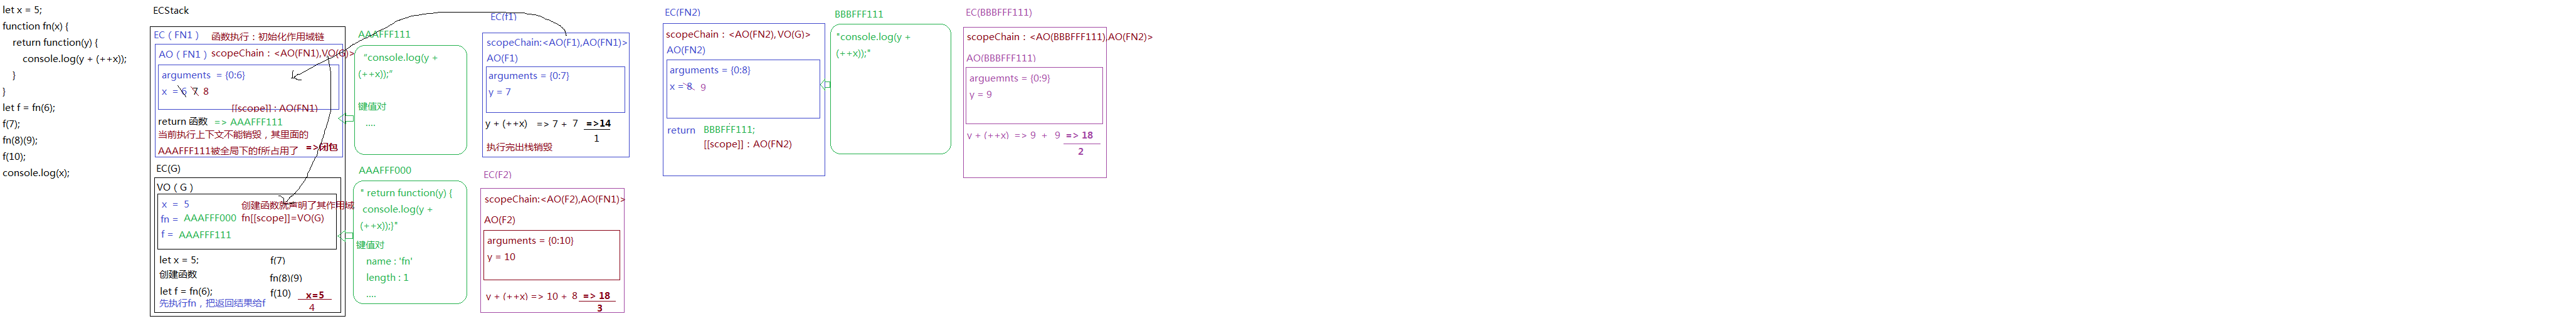 let x = 5;
function fn(x) {
return function(y) {
console.log(y + (++x));
}
}
let f = fn(6);
f(7);
fn(8)(9);
f(10);
console.log(x);
ECStack
EC（FN1） 函数执行：初始化作用域链
AO（FN1） scopeChain：<AO(FN1),VO(G)>
arguments = {0:6}
x = 6 7 8
[[scope]] : AO(FN1)
return 函数 => AAAFFF111
当前执行上下文不能销毁，其里面的
AAAFFF111被全局下的f所占用了 =>闭包
EC(G)
VO（G）
x = 5 创建函数就声明了其作用域
fn = AAAFFF000 fn[[scope]]=VO(G)
f = AAAFFF111
let x = 5; f(7)
创建函数 fn(8)(9)
let f = fn(6); f(10) x=5
先执行fn，把返回结果给f 4
AAAFFF111
"console.log(y +
(++x));"
键值对
....
AAAFFF000
" return function(y) {
console.log(y +
(++x));}"
键值对
name : 'fn'
length : 1
....
EC(f1)
scopeChain:<AO(F1),AO(FN1)>
AO(F1)
arguments = {0:7}
y = 7
y + (++x) => 7 + 7 =>14
1
执行完出栈销毁
EC(F2)
scopeChain:<AO(F2),AO(FN1)>
AO(F2)
arguments = {0:10}
y = 10
y + (++x) => 10 + 8 => 18
3
EC(FN2)
scopeChain：<AO(FN2), VO(G)>
AO(FN2)
arguments = {0:8}
x = 8 9
return BBBFFF111;
[[scope]]：AO(FN2)
BBBFFF111
"console.log(y +
(++x));"
EC(BBBFFF111)
scopeChain：<AO(BBBFFF111),AO(FN2)>
AO(BBBFFF111)
arguemnts = {0:9}
y = 9
y + (++x) => 9 + 9 => 18
2